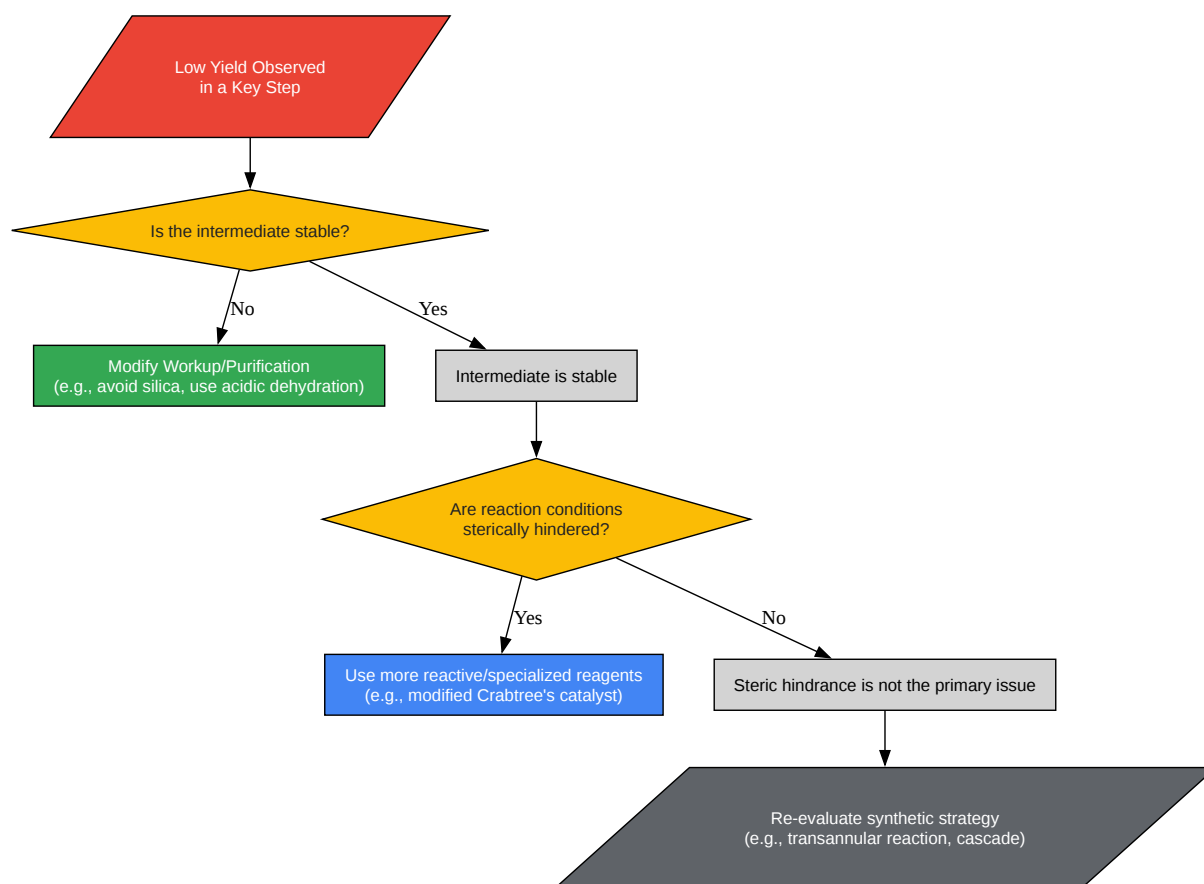 Low Yield Observed
in a Key Step
Is the intermediate stable?
No
Yes
Modify Workup/Purification
(e.g., avoid silica, use acidic dehydration)
Intermediate is stable
Are reaction conditions
sterically hindered?
Yes
No
Use more reactive/specialized reagents
(e.g., modified Crabtree's catalyst)
Steric hindrance is not the primary issue
Re-evaluate synthetic strategy
(e.g., transannular reaction, cascade)